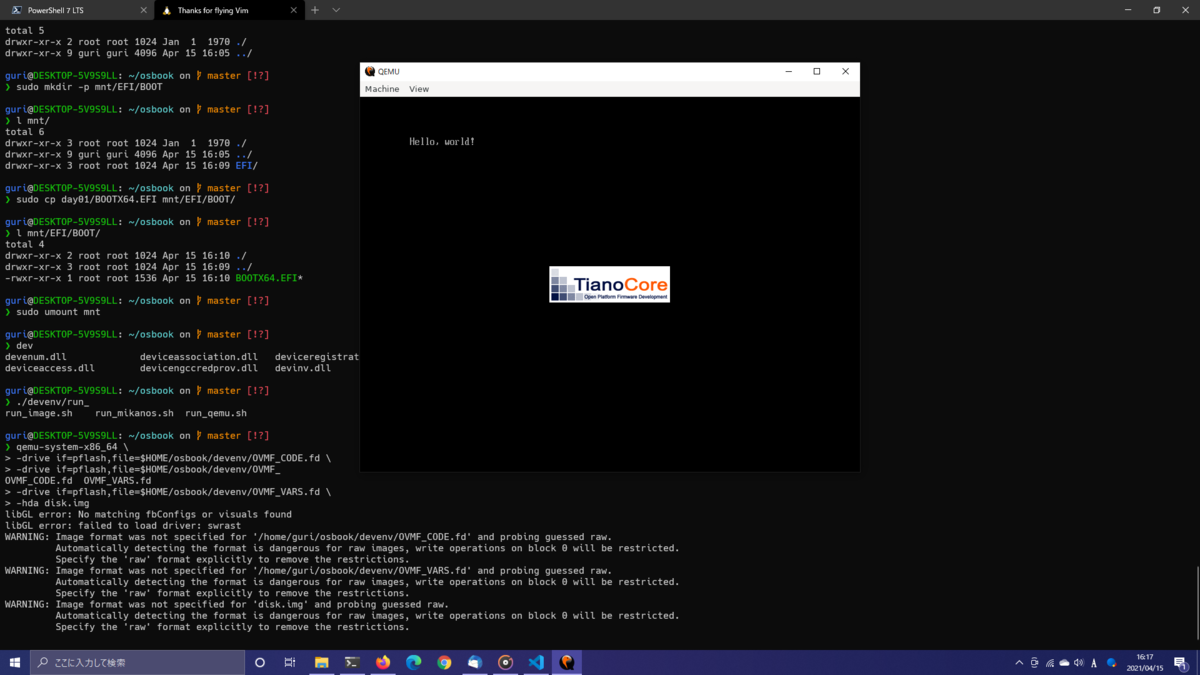 PowerShell 7 LTS
Thanks for flying Vim
total 5
drwxr-xr-x 2 root root 1024 Jan  1  1970 ./
drwxr-xr-x 9 guri guri 4096 Apr 15 16:05 ../
guri@DESKTOP-5V9S9LL: ~/osbook on master [!?]
❯ sudo mkdir -p mnt/EFI/BOOT
guri@DESKTOP-5V9S9LL: ~/osbook on master [!?]
❯ l mnt/
total 6
drwxr-xr-x 3 root root 1024 Jan  1  1970 ./
drwxr-xr-x 9 guri guri 4096 Apr 15 16:05 ../
drwxr-xr-x 3 root root 1024 Apr 15 16:09 EFI/
guri@DESKTOP-5V9S9LL: ~/osbook on master [!?]
❯ sudo cp day01/BOOTX64.EFI mnt/EFI/BOOT/
guri@DESKTOP-5V9S9LL: ~/osbook on master [!?]
❯ l mnt/EFI/BOOT/
total 4
drwxr-xr-x 2 root root 1024 Apr 15 16:10 ./
drwxr-xr-x 3 root root 1024 Apr 15 16:09 ../
-rwxr-xr-x 1 root root 1536 Apr 15 16:10 BOOTX64.EFI*
guri@DESKTOP-5V9S9LL: ~/osbook on master [!?]
❯ sudo umount mnt
guri@DESKTOP-5V9S9LL: ~/osbook on master [!?]
❯ dev
devenum.dll             deviceassociation.dll   deviceregistrat
deviceaccess.dll        devicengccredprov.dll   devinv.dll
guri@DESKTOP-5V9S9LL: ~/osbook on master [!?]
❯ ./devenv/run_
run_image.sh    run_mikanos.sh  run_qemu.sh
guri@DESKTOP-5V9S9LL: ~/osbook on master [!?]
❯ qemu-system-x86_64 \
> -drive if=pflash,file=$HOME/osbook/devenv/OVMF_CODE.fd \
> -drive if=pflash,file=$HOME/osbook/devenv/OVMF_
OVMF_CODE.fd  OVMF_VARS.fd
> -drive if=pflash,file=$HOME/osbook/devenv/OVMF_VARS.fd \
> -hda disk.img
libGL error: No matching fbConfigs or visuals found
libGL error: failed to load driver: swrast
WARNING: Image format was not specified for '/home/guri/osbook/devenv/OVMF_CODE.fd' and probing guessed raw.
Automatically detecting the format is dangerous for raw images, write operations on block 0 will be restricted.
Specify the 'raw' format explicitly to remove the restrictions.
WARNING: Image format was not specified for '/home/guri/osbook/devenv/OVMF_VARS.fd' and probing guessed raw.
Automatically detecting the format is dangerous for raw images, write operations on block 0 will be restricted.
Specify the 'raw' format explicitly to remove the restrictions.
WARNING: Image format was not specified for 'disk.img' and probing guessed raw.
Automatically detecting the format is dangerous for raw images, write operations on block 0 will be restricted.
Specify the 'raw' format explicitly to remove the restrictions.
QEMU
Machine View
Hello, world!
TianoCore
Open Platform Firmware Development
ここに入力して検索
A
16:17
2021/04/15
1